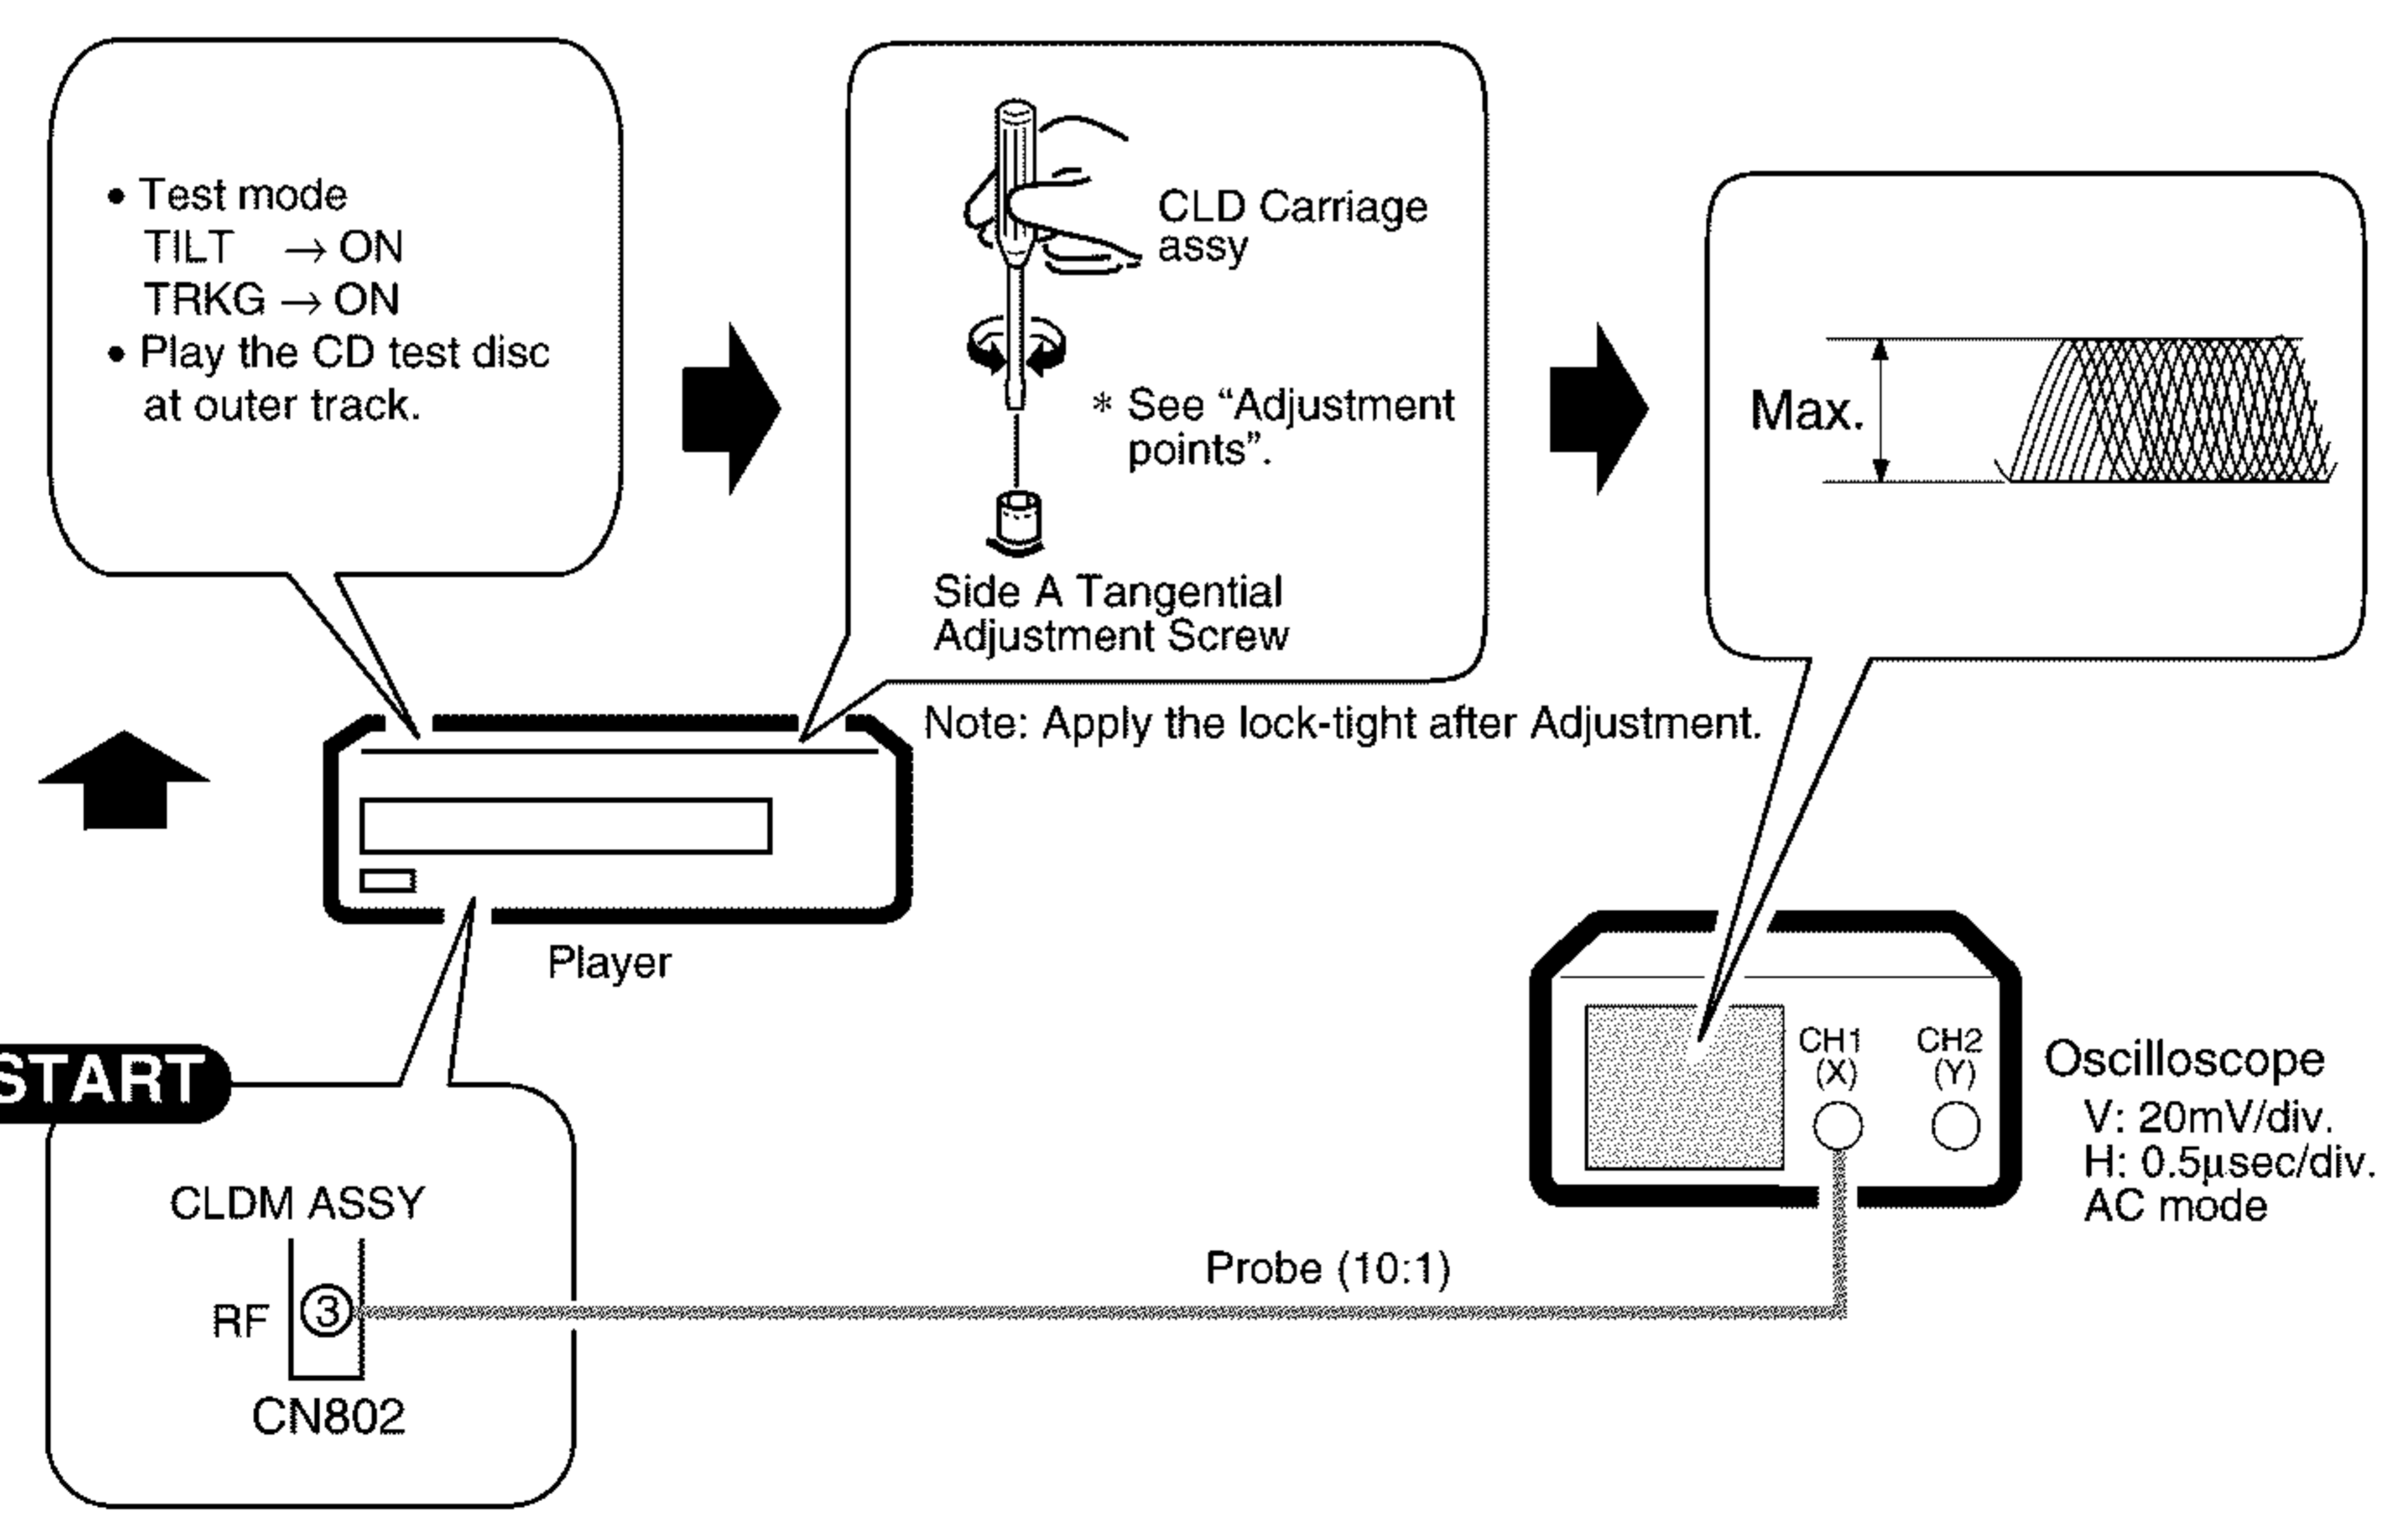 • Test mode
TILT → ON
TRKG → ON
• Play the CD test disc
at outer track.
CLD Carriage
assy
* See “Adjustment
points”.
Side A Tangential
Adjustment Screw
Max.
Note: Apply the lock-tight after Adjustment.
Player
START
CLDM ASSY
RF
3
CN802
Probe (10:1)
CH1
(X)
CH2
(Y)
Oscilloscope
V: 20mV/div.
H: 0.5μsec/div.
AC mode